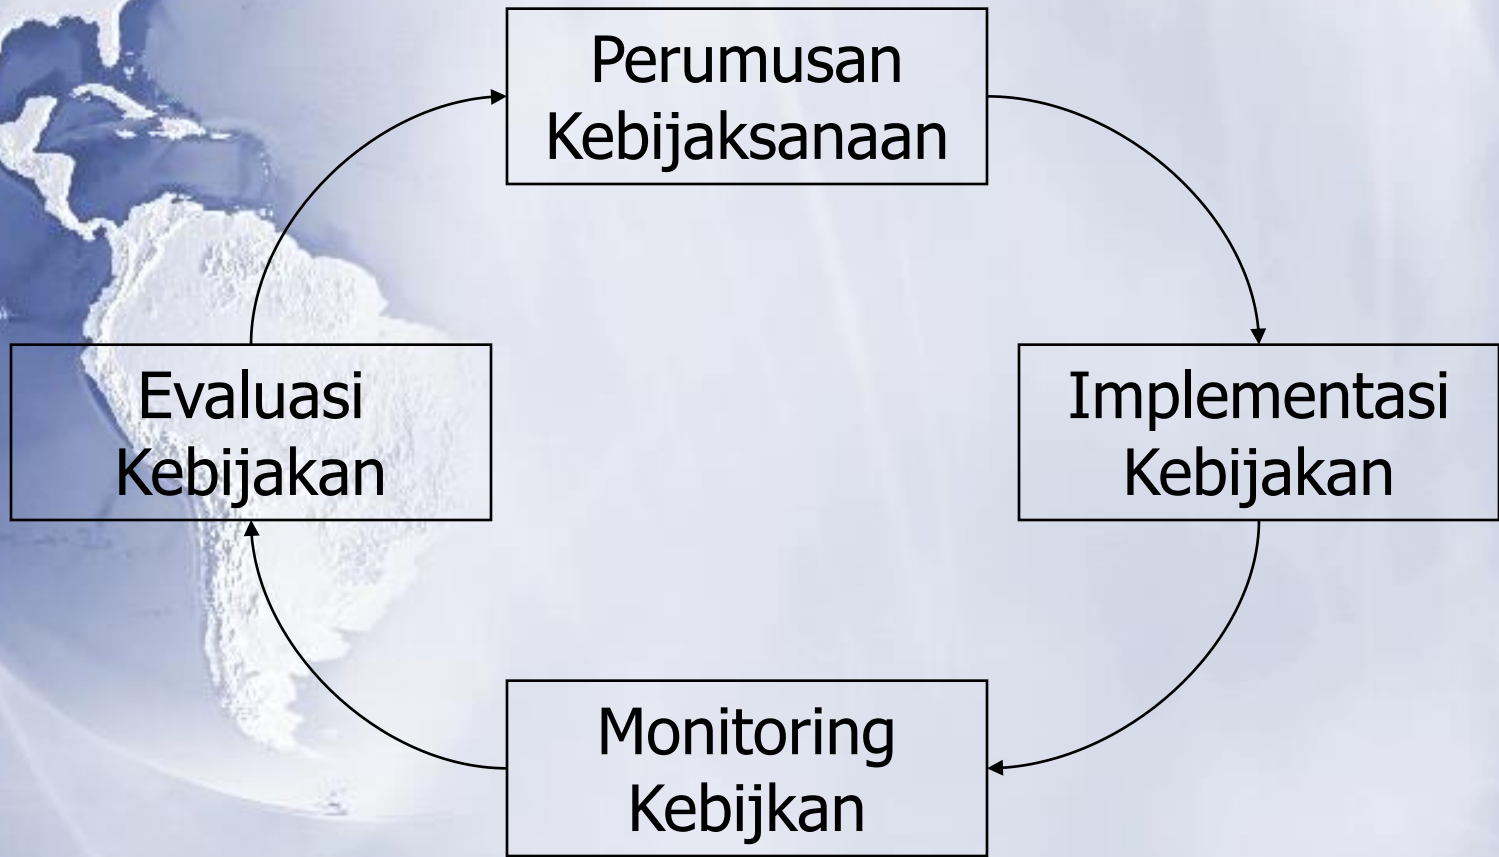 Perumusan
Kebijaksanaan
Evaluasi
Kebijakan
Implementasi
Kebijakan
Monitoring
Kebijkan